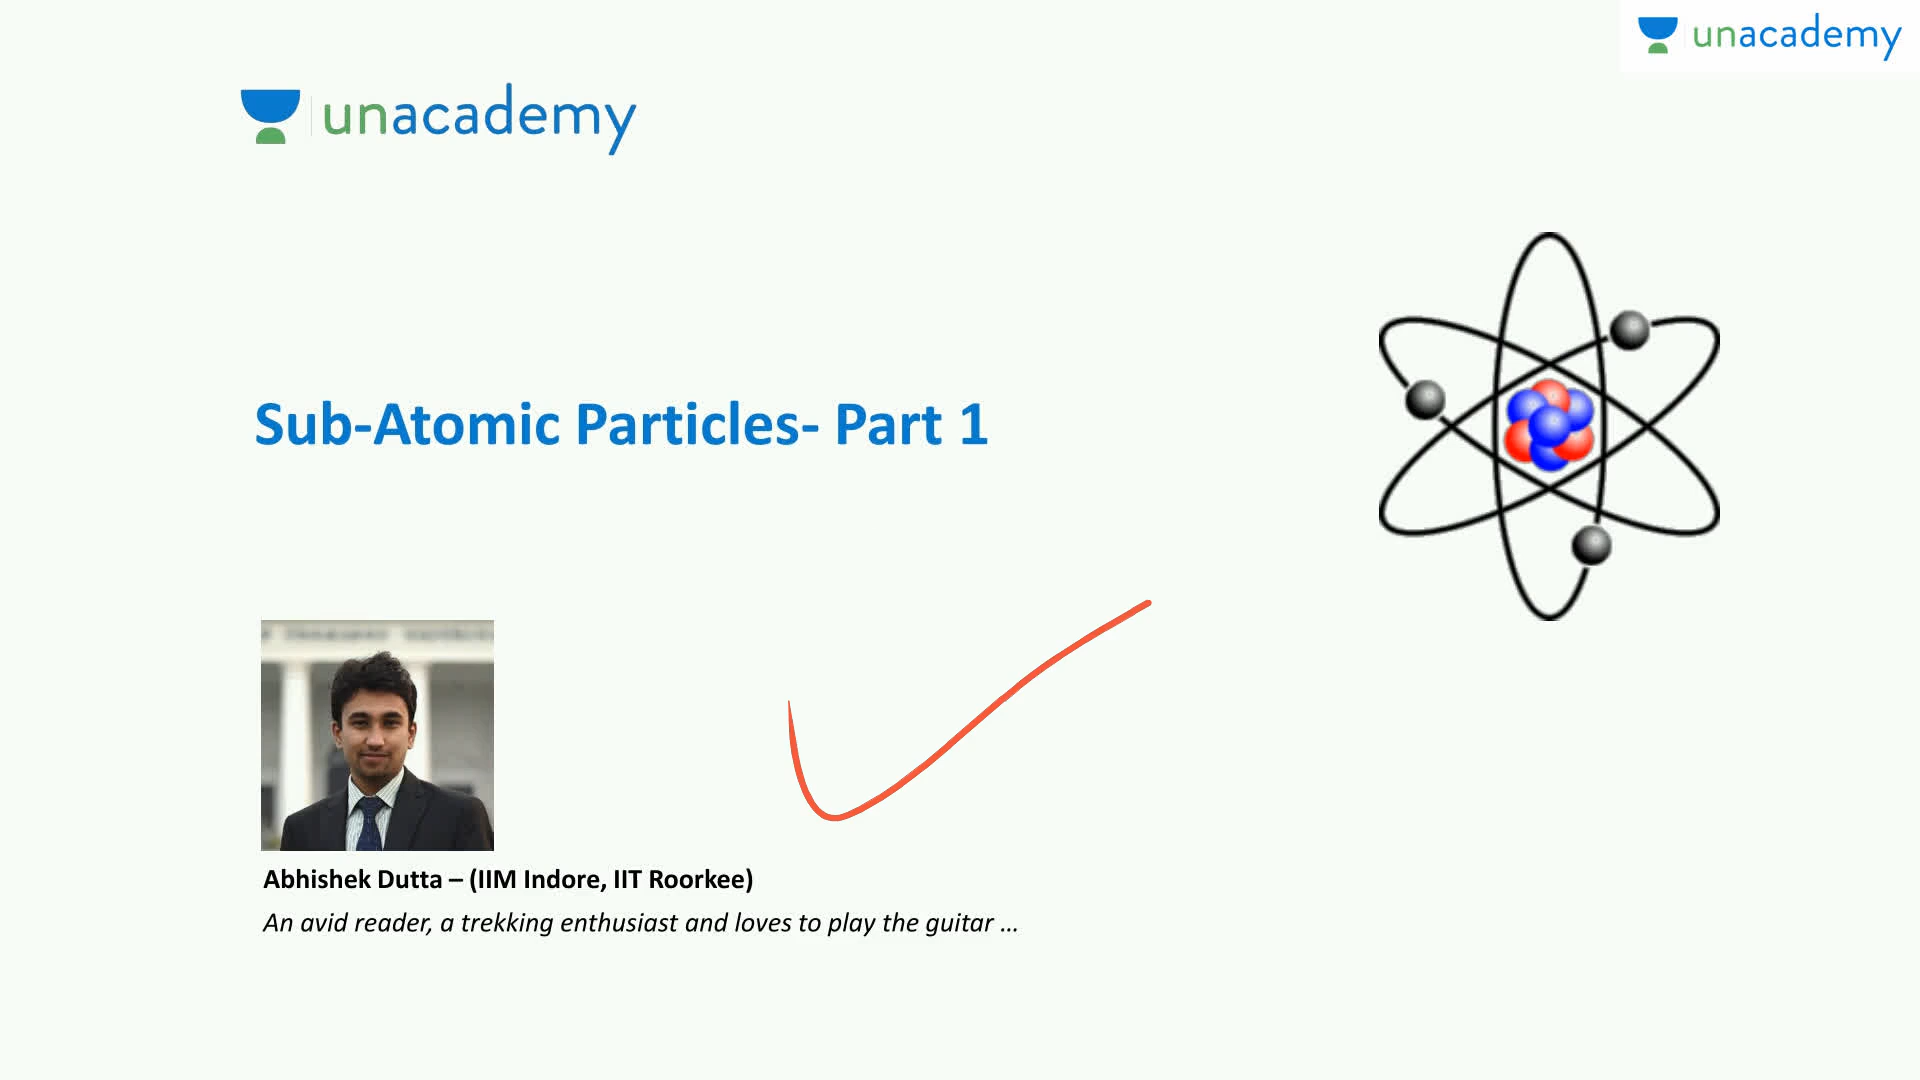 unacademy
unacademy
Sub-Atomic Particles- Part 1
Abhishek Dutta – (IIM Indore, IIT Roorkee)
An avid reader, a trekking enthusiast and loves to play the guitar ...